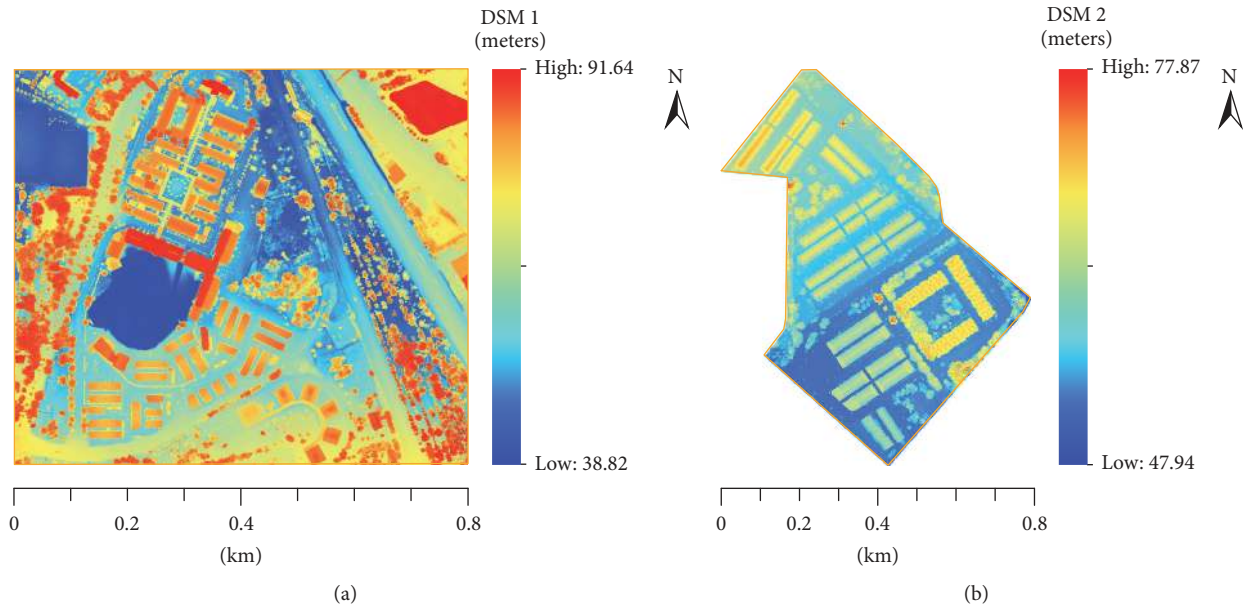 DSM 1
(meters)
High: 91.64
Low: 38.82
N
0 0.2 0.4 0.8
(km)
(a)
DSM 2
(meters)
High: 77.87
Low: 47.94
N
0 0.2 0.4 0.8
(km)
(b)